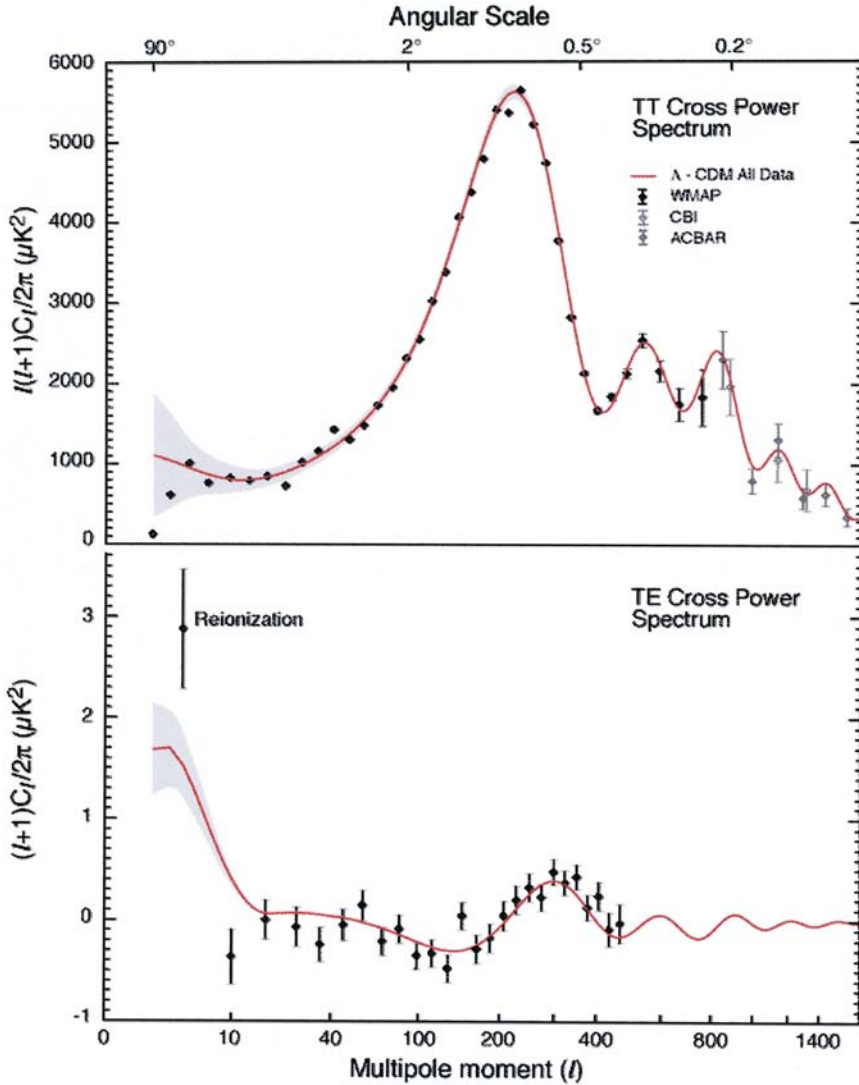 Angular Scale
90° 2° 0.5° 0.2°
6000
5000
4000
3000
2000
1000
0
l(l+1)Cl/2π (μK²)
TT Cross Power
Spectrum
Λ - CDM All Data
WMAP
CBI
ACBAR
3
2
1
0
-1
(l+1)Cl/2π (μK²)
Reionization
TE Cross Power
Spectrum
0 10 40 100 200 400 800 1400
Multipole moment (l)